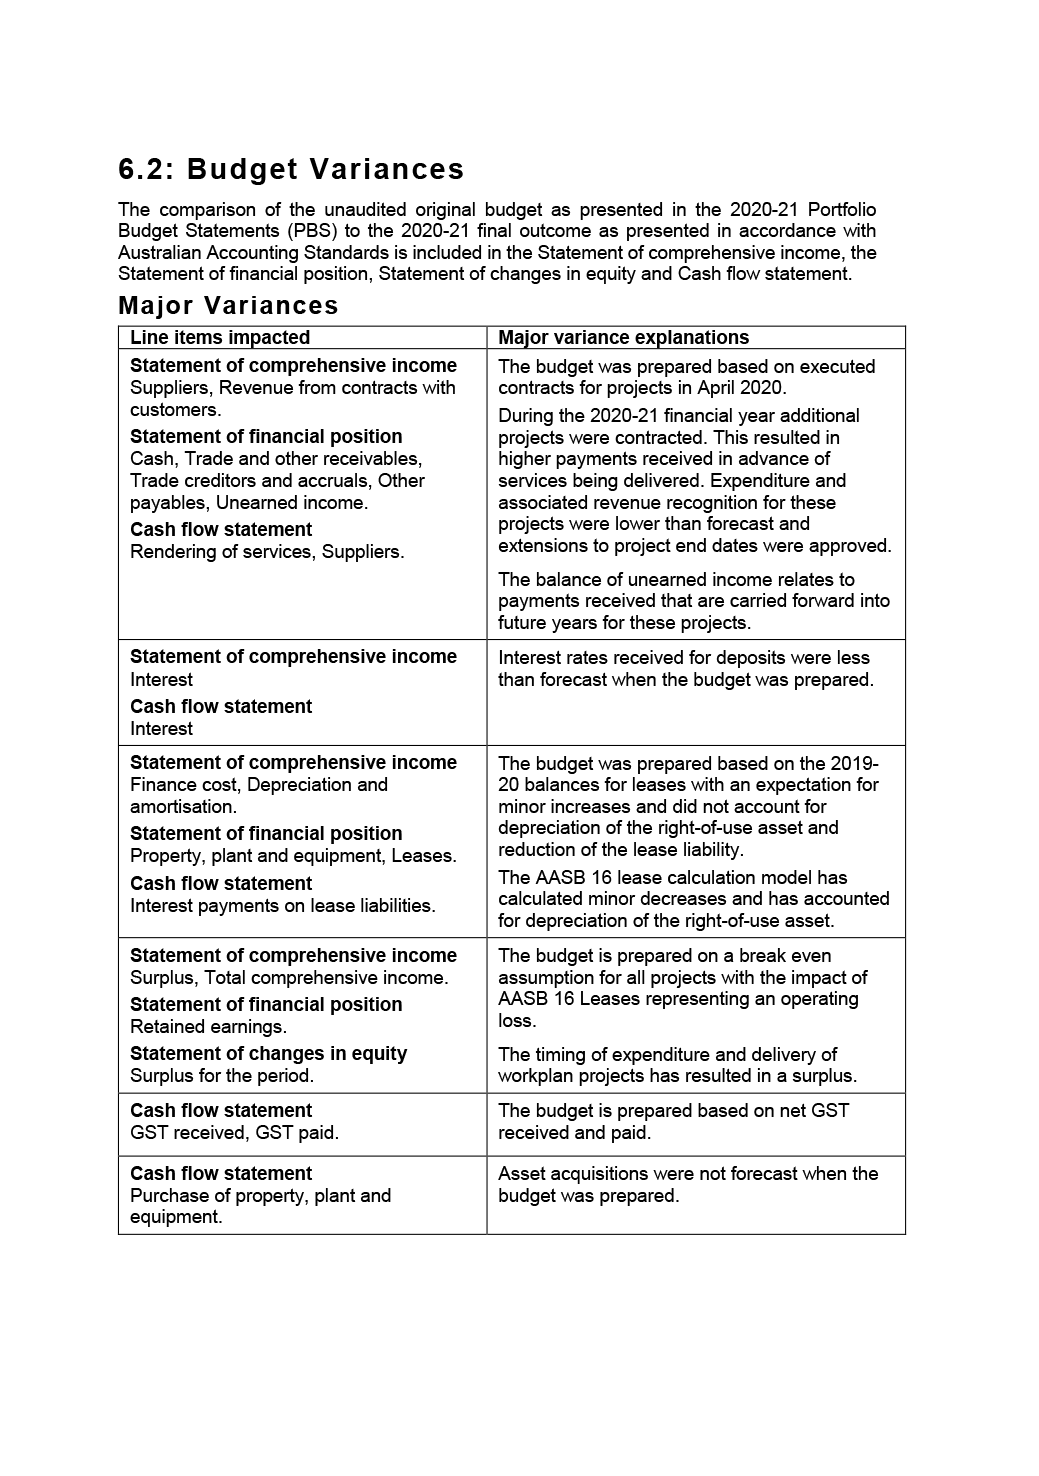 6.2: Budget Variances
The comparison of the unaudited original budget as presented in the 2020-21 Portfolio
Budget Statements (PBS) to the 2020-21 final outcome as presented in accordance with
Australian Accounting Standards is included in the Statement of comprehensive income, the
Statement of financial position, Statement of changes in equity and Cash flow statement.
Major Variances
Line items impacted
Major variance explanations
Statement of comprehensive income
Suppliers, Revenue from contracts with
customers.
Statement of financial position
Cash, Trade and other receivables,
Trade creditors and accruals, Other
payables, Unearned income.
Cash flow statement
Rendering of services, Suppliers.
The budget was prepared based on executed
contracts for projects in April 2020.
During the 2020-21 financial year additional
projects were contracted. This resulted in
higher payments received in advance of
services being delivered. Expenditure and
associated revenue recognition for these
projects were lower than forecast and
extensions to project end dates were approved.
The balance of unearned income relates to
payments received that are carried forward into
future years for these projects.
Statement of comprehensive income
Interest
Cash flow statement
Interest
Interest rates received for deposits were less
than forecast when the budget was prepared.
Statement of comprehensive income
Finance cost, Depreciation and
amortisation.
Statement of financial position
Property, plant and equipment, Leases.
Cash flow statement
Interest payments on lease liabilities.
The budget was prepared based on the 2019-
20 balances for leases with an expectation for
minor increases and did not account for
depreciation of the right-of-use asset and
reduction of the lease liability.
The AASB 16 lease calculation model has
calculated minor decreases and has accounted
for depreciation of the right-of-use asset.
Statement of comprehensive income
Surplus, Total comprehensive income.
Statement of financial position
Retained earnings.
Statement of changes in equity
Surplus for the period.
The budget is prepared on a break even
assumption for all projects with the impact of
AASB 16 Leases representing an operating
loss.
The timing of expenditure and delivery of
workplan projects has resulted in a surplus.
Cash flow statement
GST received, GST paid.
The budget is prepared based on net GST
received and paid.
Cash flow statement
Purchase of property, plant and
equipment.
Asset acquisitions were not forecast when the
budget was prepared.